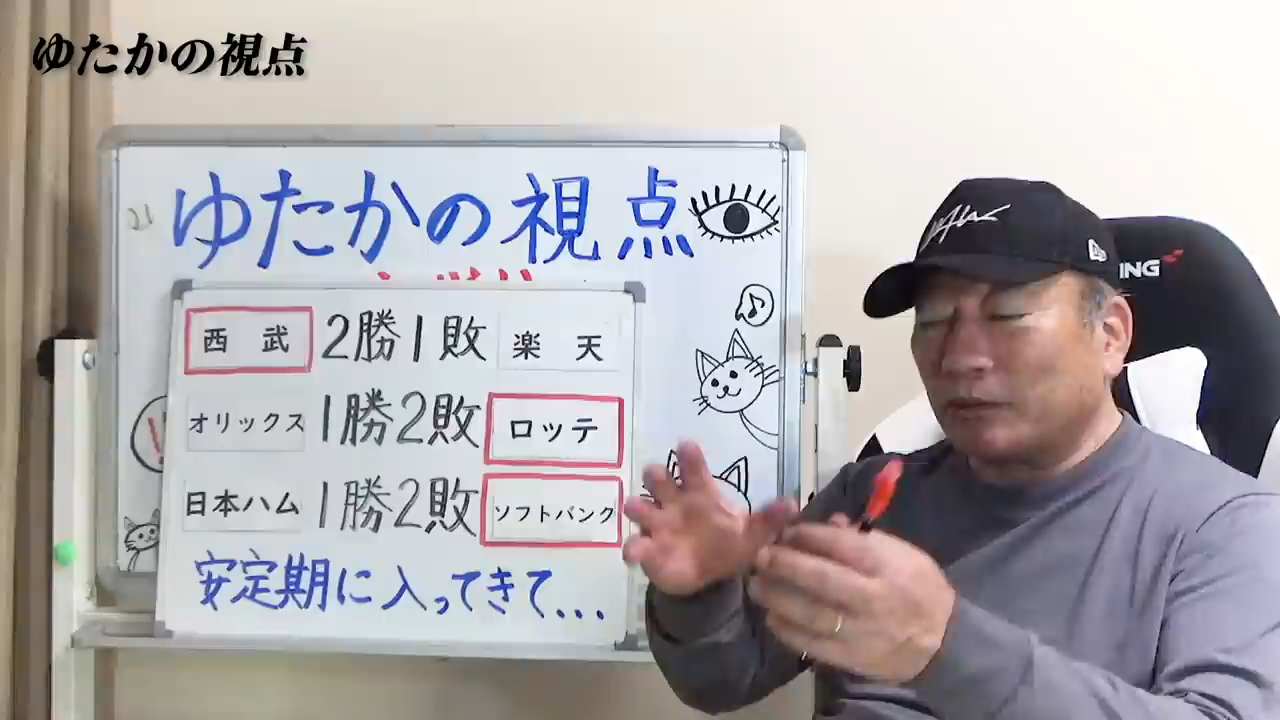 ゆたかの視点
ゆたかの視点
西武 2勝1敗 楽天
オリックス 1勝2敗 ロッテ
日本ハム 1勝2敗 ソフトバンク
安定期に入ってきて...
ING